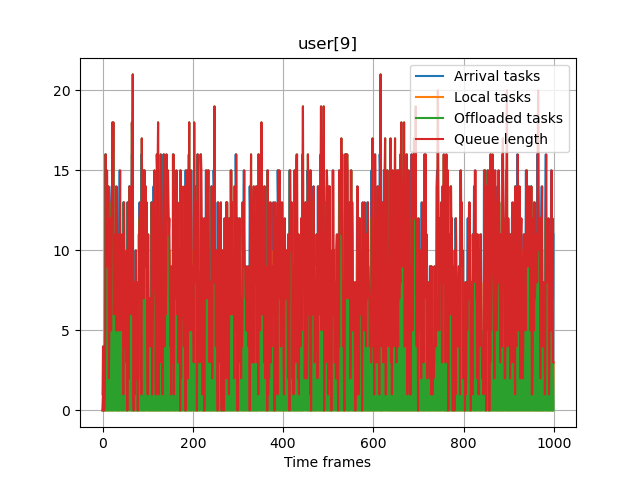 user[9]
Arrival tasks
Local tasks
Offloaded tasks
Queue length
20
15
10
5
0
0 200 400 600 800 1000
Time frames